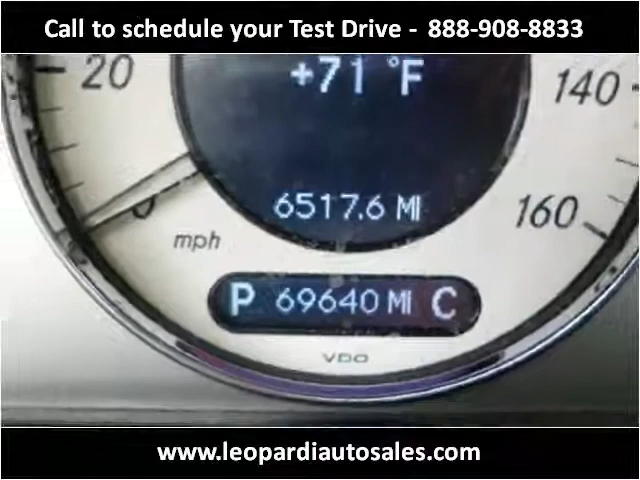 Call to schedule your Test Drive - 888-908-8833
20
+71 °F
140
6517.6 MI
160
0
mph
P 69640 MI C
VDO
www.leopardiautosales.com